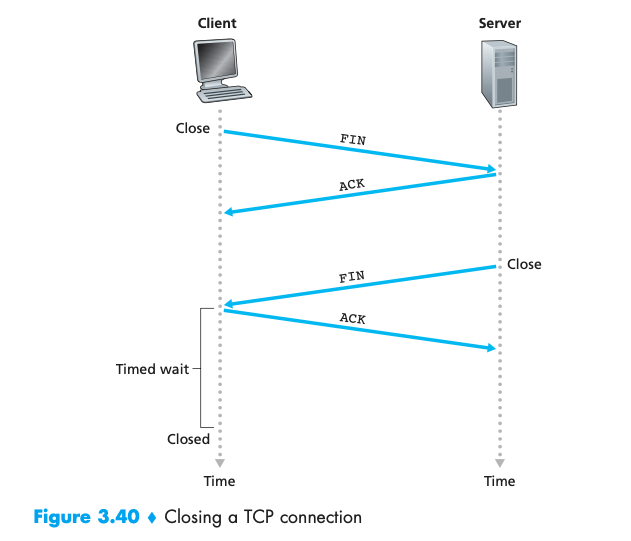 Client
Server
Close
FIN
ACK
Close
FIN
ACK
Timed wait
Closed
Time
Time
Figure 3.40 ♦ Closing a TCP connection